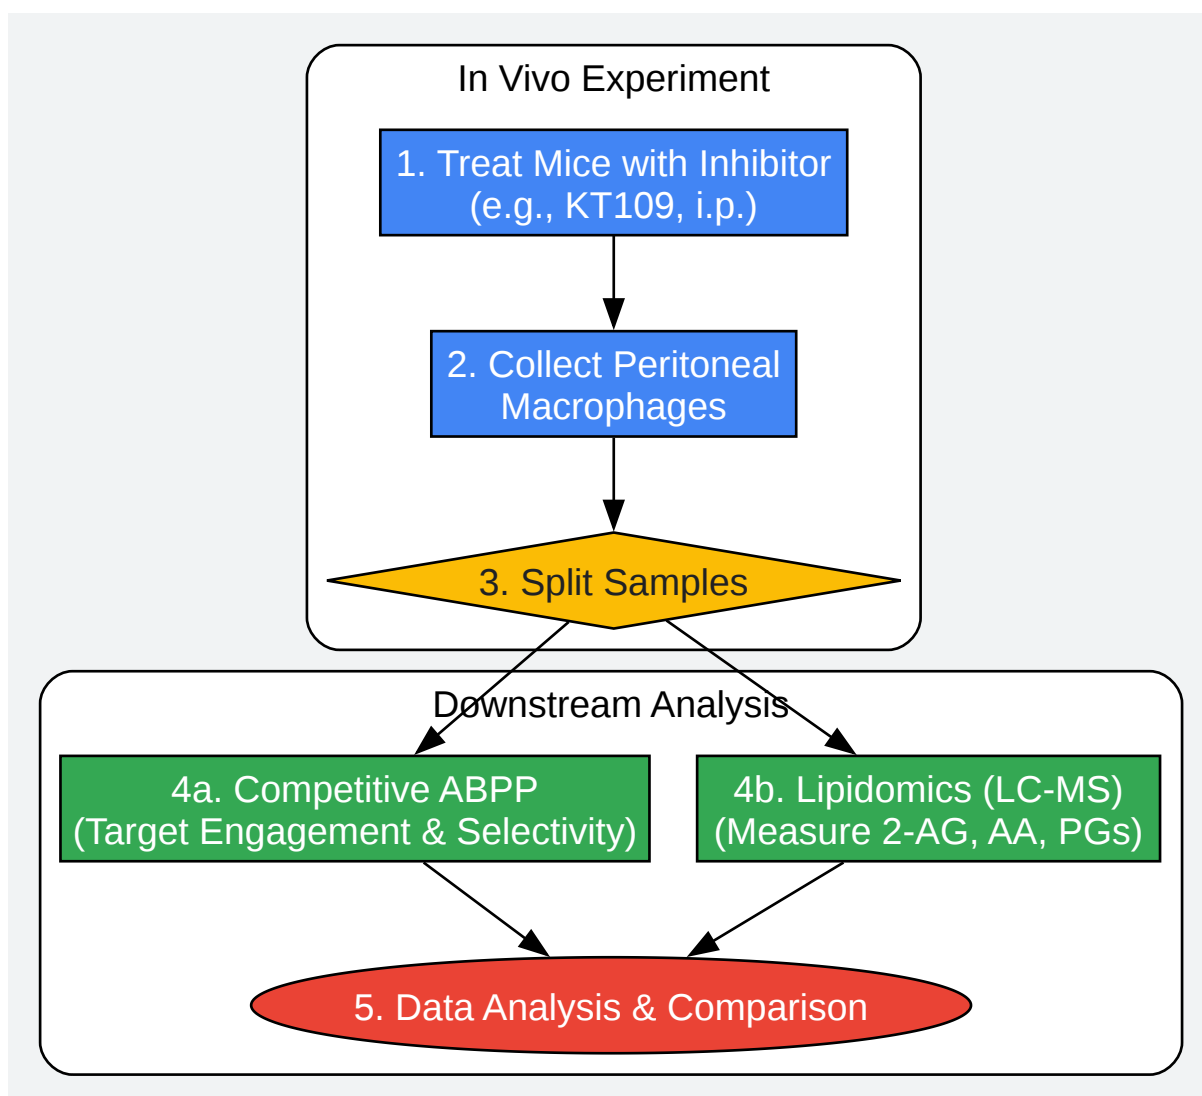 In Vivo Experiment
1. Treat Mice with Inhibitor
(e.g., KT109, i.p.)
2. Collect Peritoneal
Macrophages
3. Split Samples
Downstream Analysis
4a. Competitive ABPP
(Target Engagement & Selectivity)
4b. Lipidomics (LC-MS)
(Measure 2-AG, AA, PGs)
5. Data Analysis & Comparison